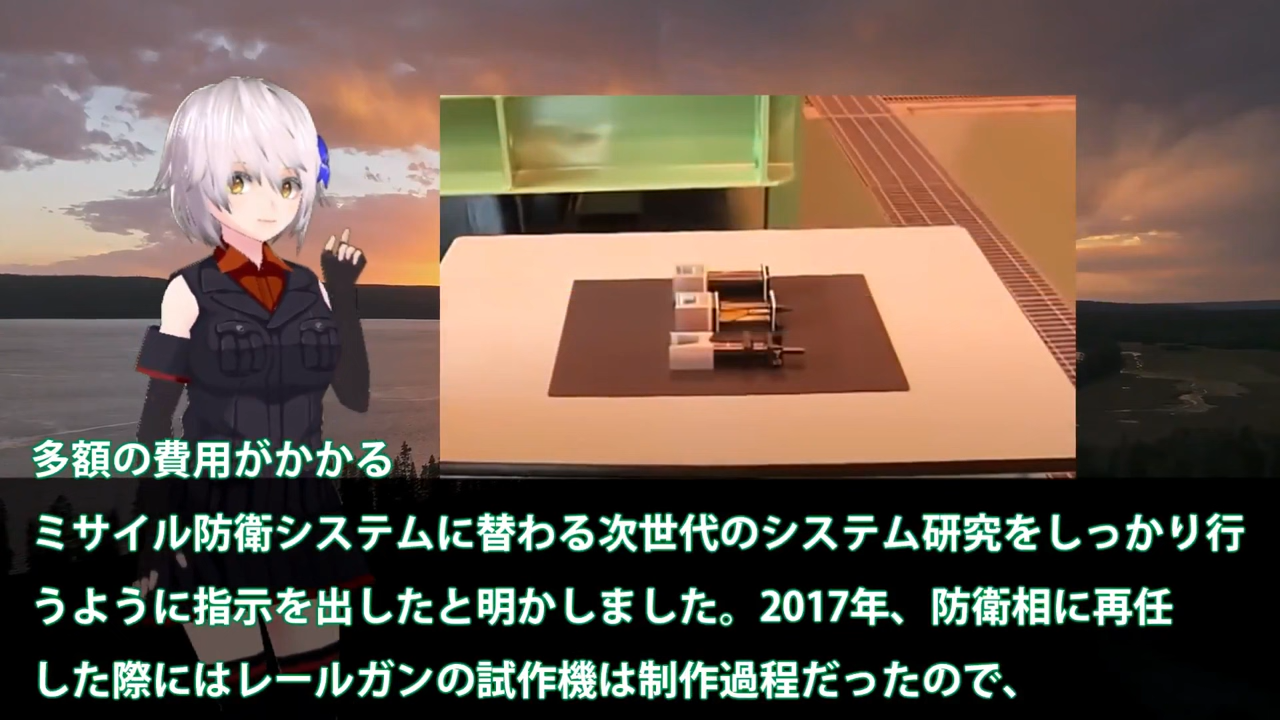 多額の費用がかかる
ミサイル防衛システムに替わる次世代のシステム研究をしっかり行
うように指示を出したと明かしました。2017年、防衛相に再任
した際にはレールガンの試作機は制作過程だったので、